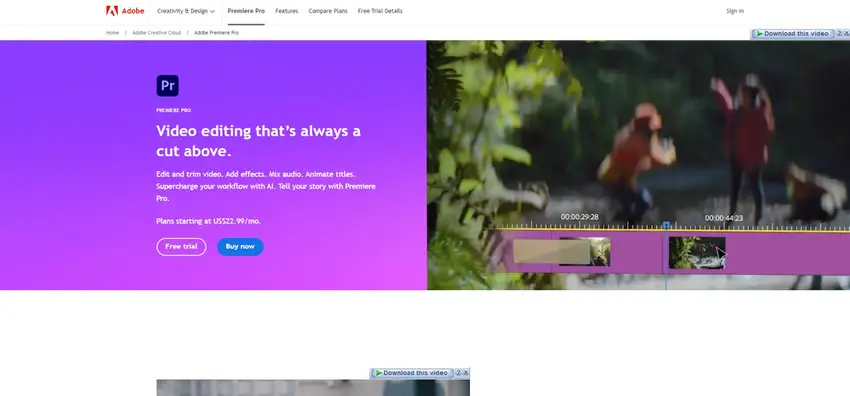 Adobe
Creativity & Design
Premiere Pro
Features
Compare Plans
Free Trial Details
Sign in
Home / Adobe Creative Cloud / Adobe Premiere Pro
Download this video ? X
Pr
PREMIERE PRO
Video editing that's always a
cut above.
Edit and trim video. Add effects. Mix audio. Animate titles.
Supercharge your workflow with AI. Tell your story with Premiere
Pro.
Plans starting at US$22.99/mo.
Free trial
Buy now
00:00:29:28
00:00:44:23
Download this video ? X